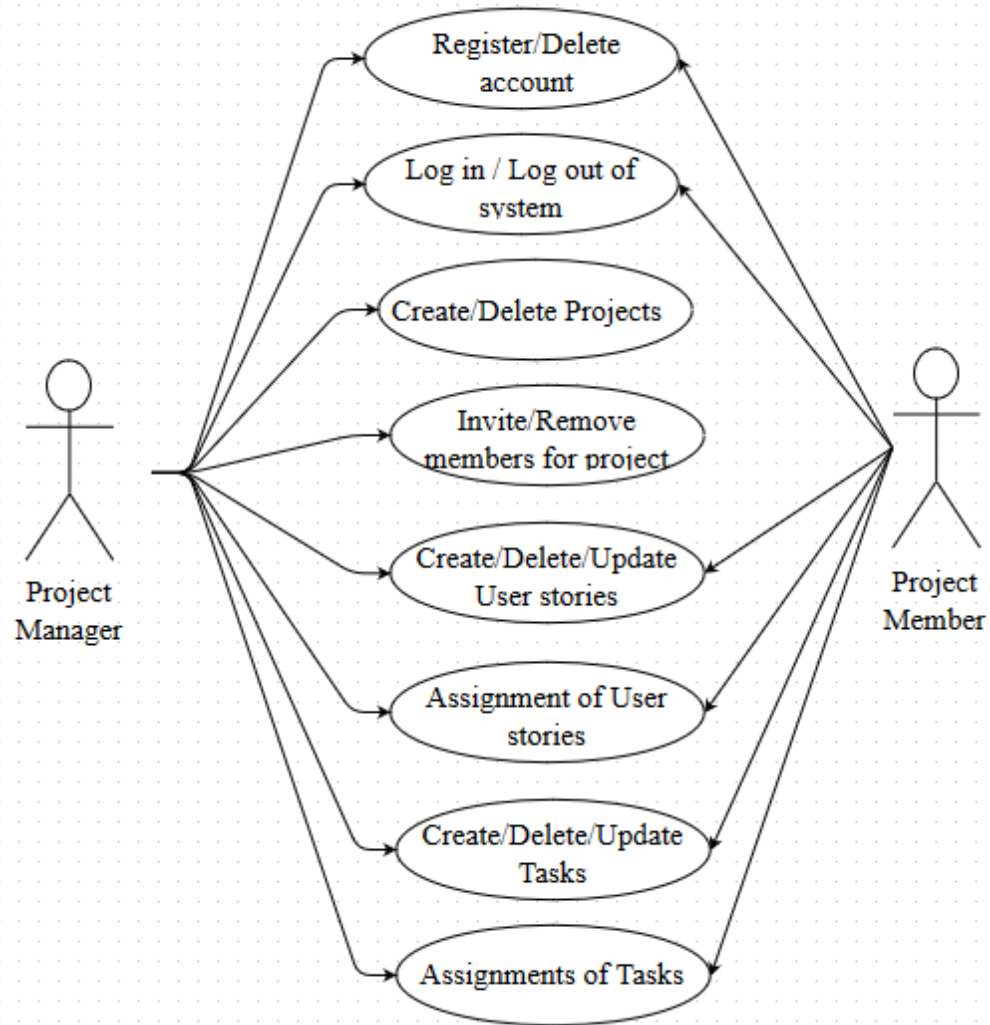 Register/Delete
account
Log in / Log out of
system
Create/Delete Projects
Invite/Remove
members for project
Create/Delete/Update
User stories
Assignment of User
stories
Create/Delete/Update
Tasks
Assignments of Tasks
Project
Manager
Project
Member